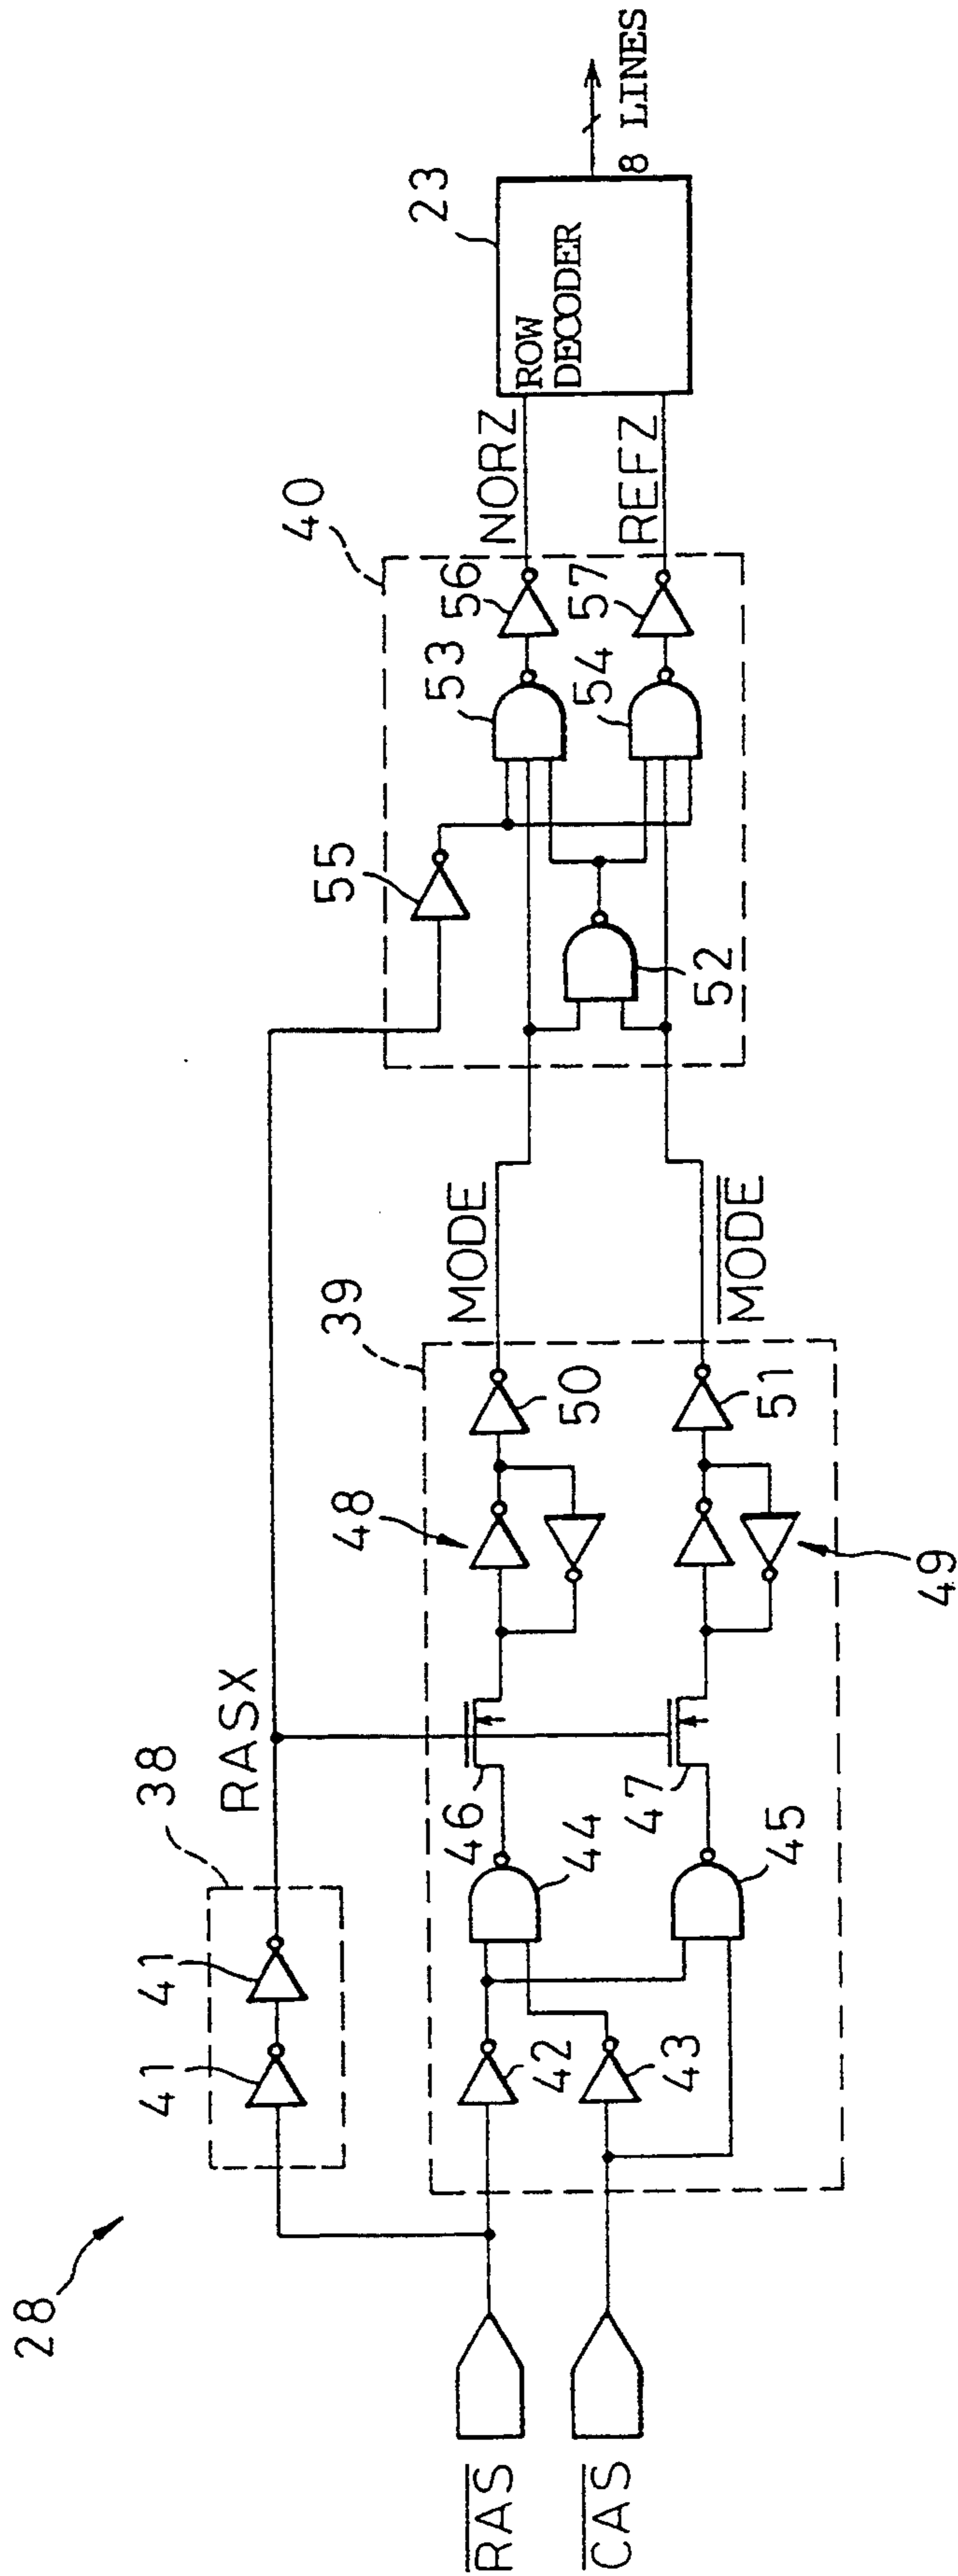 28
38
41
41
RASX
39
40
55
53
56
NORZ
23
ROW
DECODER
8 LINES
RAS
CAS
42
43
44
45
46
47
48
49
50
51
MODE
MODE
52
54
57
REFZ